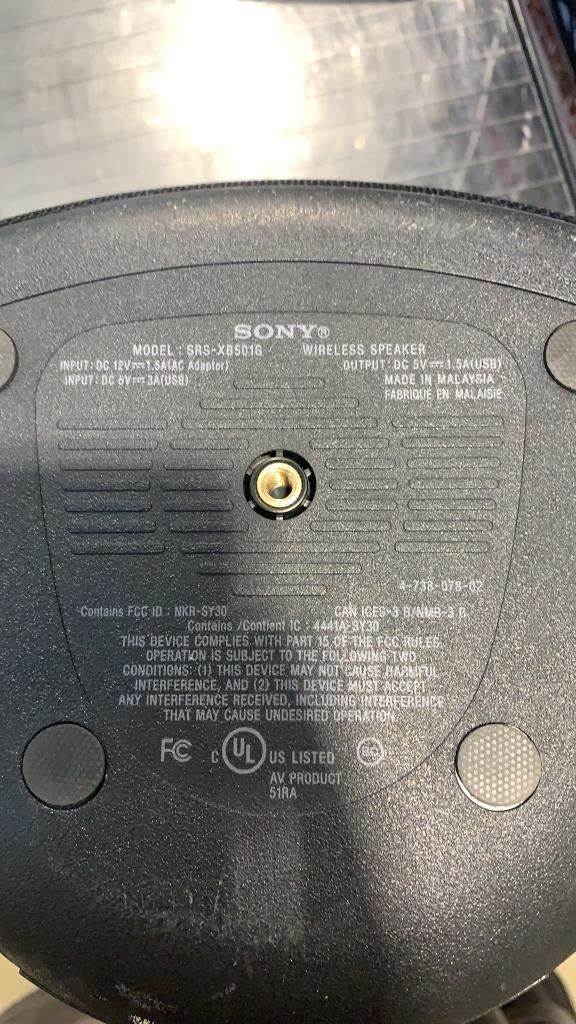 SONY®
MODEL : SRS-XB501G WIRELESS SPEAKER
INPUT: DC 12V⎓1.5A(AC Adaptor) OUTPUT: DC 5V⎓1.5A(USB)
INPUT: DC 5V⎓3A(USB) MADE IN MALAYSIA
FABRIQUÉ EN MALAISIE
4-738-078-02
Contains FCC ID : NKR-SY30 CAN ICES-3 B/NMB-3 B
Contains /Contient IC : 4441A-SY30
THIS DEVICE COMPLIES WITH PART 15 OF THE FCC RULES.
OPERATION IS SUBJECT TO THE FOLLOWING TWO
CONDITIONS: (1) THIS DEVICE MAY NOT CAUSE HARMFUL
INTERFERENCE, AND (2) THIS DEVICE MUST ACCEPT
ANY INTERFERENCE RECEIVED, INCLUDING INTERFERENCE
THAT MAY CAUSE UNDESIRED OPERATION.
FC C UL US LISTED BC
AV PRODUCT
51RA